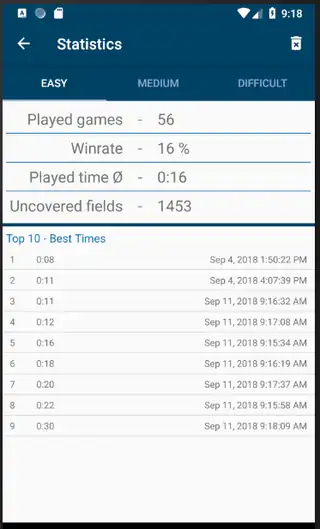 9:18
Statistics
EASY MEDIUM DIFFICULT
Played games - 56
Winrate - 16 %
Played time Ø - 0:16
Uncovered fields - 1453
Top 10 - Best Times
1 0:08 Sep 4, 2018 1:50:22 PM
2 0:11 Sep 4, 2018 4:07:39 PM
3 0:11 Sep 11, 2018 9:16:32 AM
4 0:12 Sep 11, 2018 9:17:08 AM
5 0:16 Sep 11, 2018 9:15:34 AM
6 0:18 Sep 11, 2018 9:16:19 AM
7 0:20 Sep 11, 2018 9:17:37 AM
8 0:22 Sep 11, 2018 9:15:58 AM
9 0:30 Sep 11, 2018 9:18:09 AM